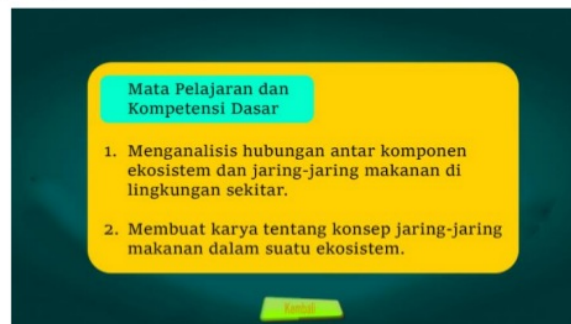 Mata Pelajaran dan
Kompetensi Dasar
1. Menganalisis hubungan antar komponen
ekosistem dan jaring-jaring makanan di
lingkungan sekitar.
2. Membuat karya tentang konsep jaring-jaring
makanan dalam suatu ekosistem.
Kembali